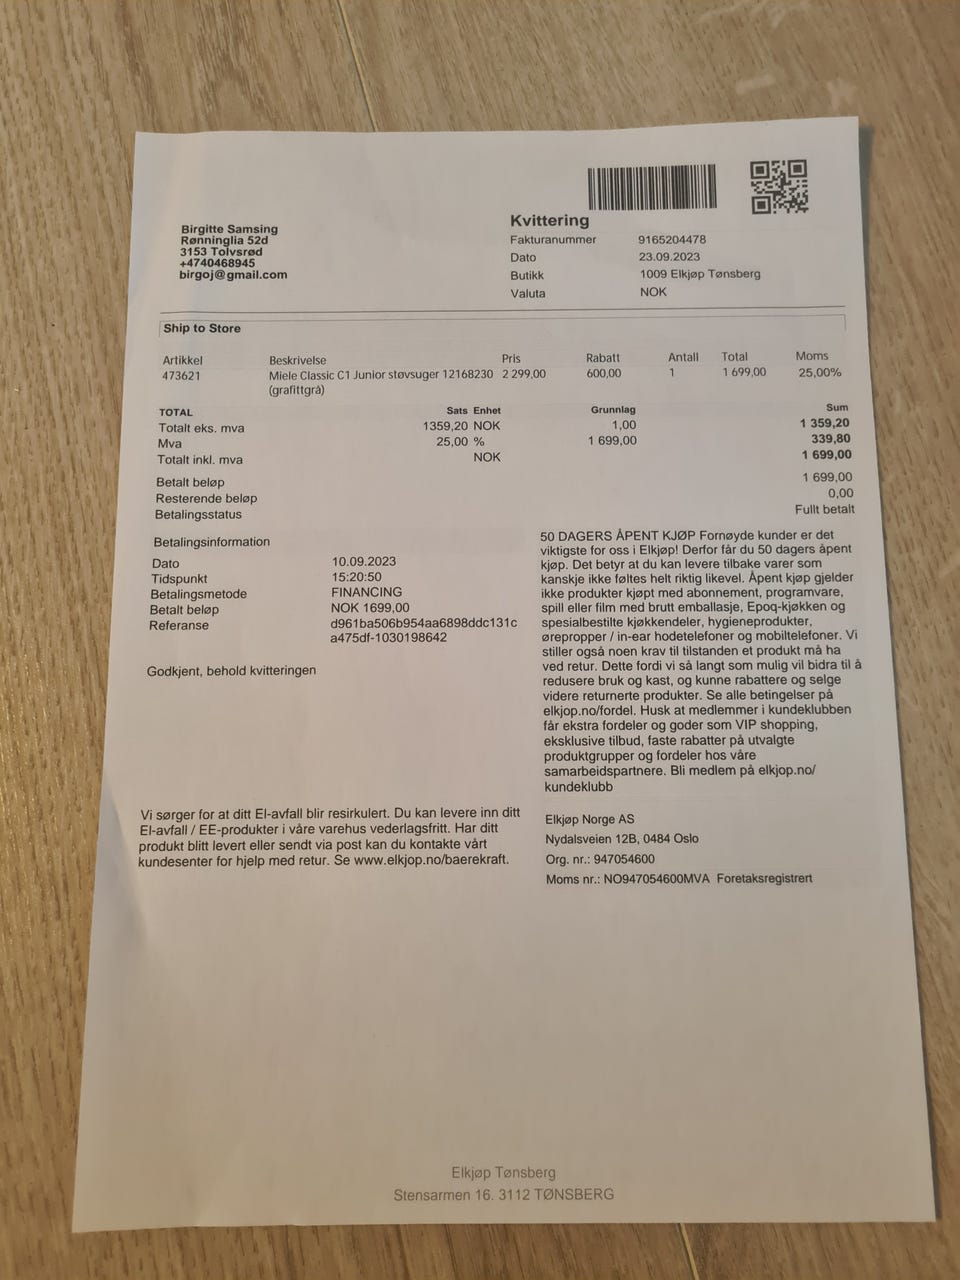 Birgitte Samsing
Rønninglia 52d
3153 Tolvsrød
+4740468945
birgoj@gmail.com
Kvittering
Fakturanummer 9165204478
Dato 23.09.2023
Butikk 1009 Elkjøp Tønsberg
Valuta NOK
Ship to Store
Artikkel Beskrivelse Pris Rabatt Antall Total Moms
473621 Miele Classic C1 Junior støvsuger 12168230 2 299,00 600,00 1 1 699,00 25,00%
(grafittgrå)
TOTAL Sats Enhet Grunnlag Sum
Totalt eks. mva 1359,20 NOK 1,00 1 359,20
Mva 25,00 % 1 699,00 339,80
Totalt inkl. mva NOK 1 699,00
Betalt beløp 1 699,00
Resterende beløp 0,00
Betalingsstatus Fullt betalt
Betalingsinformation
Dato 10.09.2023
Tidspunkt 15:20:50
Betalingsmetode FINANCING
Betalt beløp NOK 1699,00
Referanse d961ba506b954aa6898ddc131c
a475df-1030198642
Godkjent, behold kvitteringen
50 DAGERS ÅPENT KJØP Fornøyde kunder er det
viktigste for oss i Elkjøp! Derfor får du 50 dagers åpent
kjøp. Det betyr at du kan levere tilbake varer som
kanskje ikke føltes helt riktig likevel. Åpent kjøp gjelder
ikke produkter kjøpt med abonnement, programvare,
spill eller film med brutt emballasje, Epoq-kjøkken og
spesialbestilte kjøkkendeler, hygieneprodukter,
ørepropper / in-ear hodetelefoner og mobiltelefoner. Vi
stiller også noen krav til tilstanden et produkt må ha
ved retur. Dette fordi vi så langt som mulig vil bidra til å
redusere bruk og kast, og kunne rabattere og selge
videre returnerte produkter. Se alle betingelser på
elkjop.no/fordel. Husk at medlemmer i kundeklubben
får ekstra fordeler og goder som VIP shopping,
eksklusive tilbud, faste rabatter på utvalgte
produktgrupper og fordeler hos våre
samarbeidspartnere. Bli medlem på elkjop.no/
kundeklubb
Vi sørger for at ditt El-avfall blir resirkulert. Du kan levere inn ditt
El-avfall / EE-produkter i våre varehus vederlagsfritt. Har ditt
produkt blitt levert eller sendt via post kan du kontakte vårt
kundesenter for hjelp med retur. Se www.elkjop.no/baerekraft.
Elkjøp Norge AS
Nydalsveien 12B, 0484 Oslo
Org. nr.: 947054600
Moms nr.: NO947054600MVA Foretaksregistrert
Elkjøp Tønsberg
Stensarmen 16. 3112 TØNSBERG